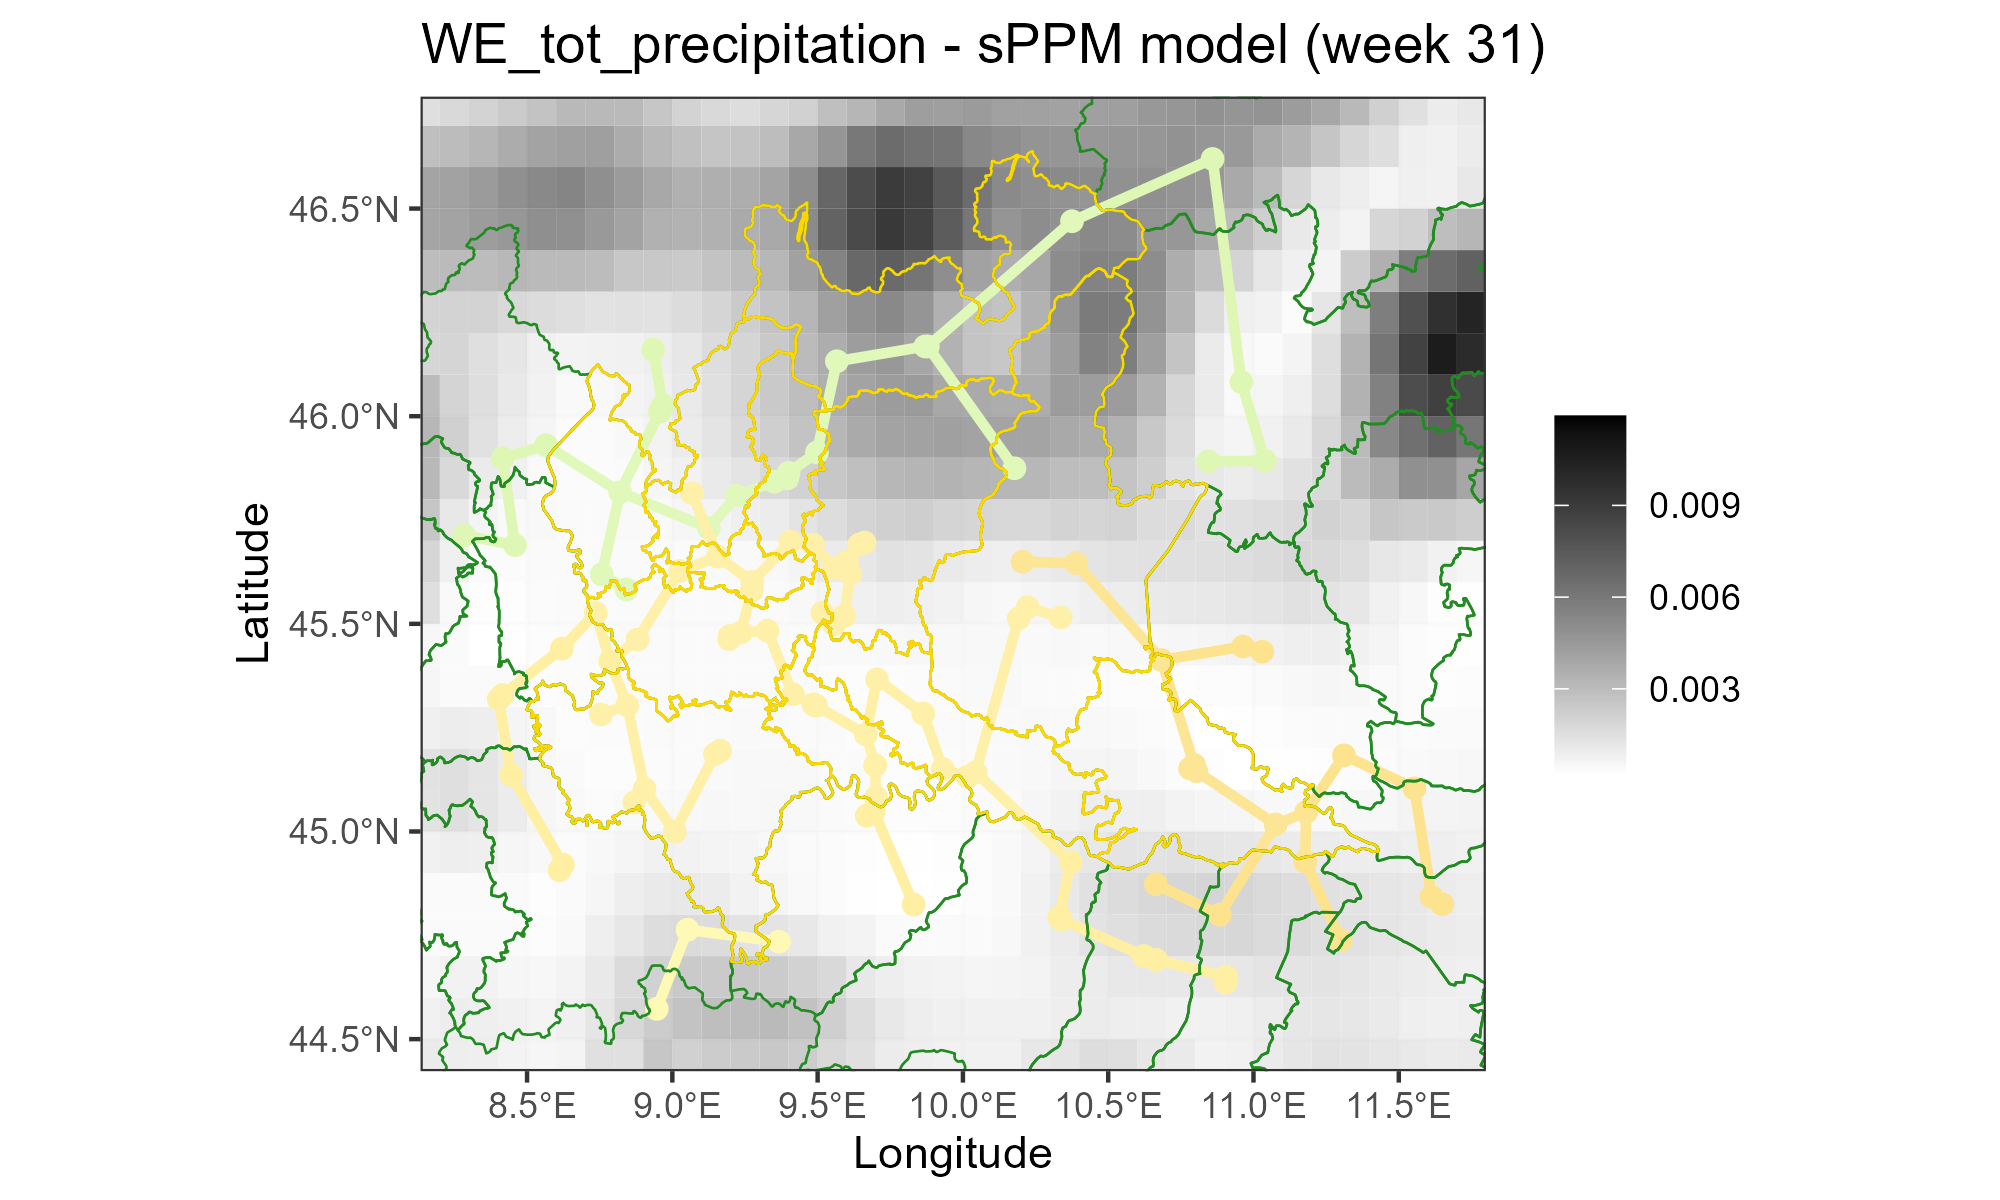 WE_tot_precipitation - sPPM model (week 31)
46.5°N
46.0°N
45.5°N
45.0°N
44.5°N
Latitude
8.5°E 9.0°E 9.5°E 10.0°E 10.5°E 11.0°E 11.5°E
Longitude
0.009
0.006
0.003